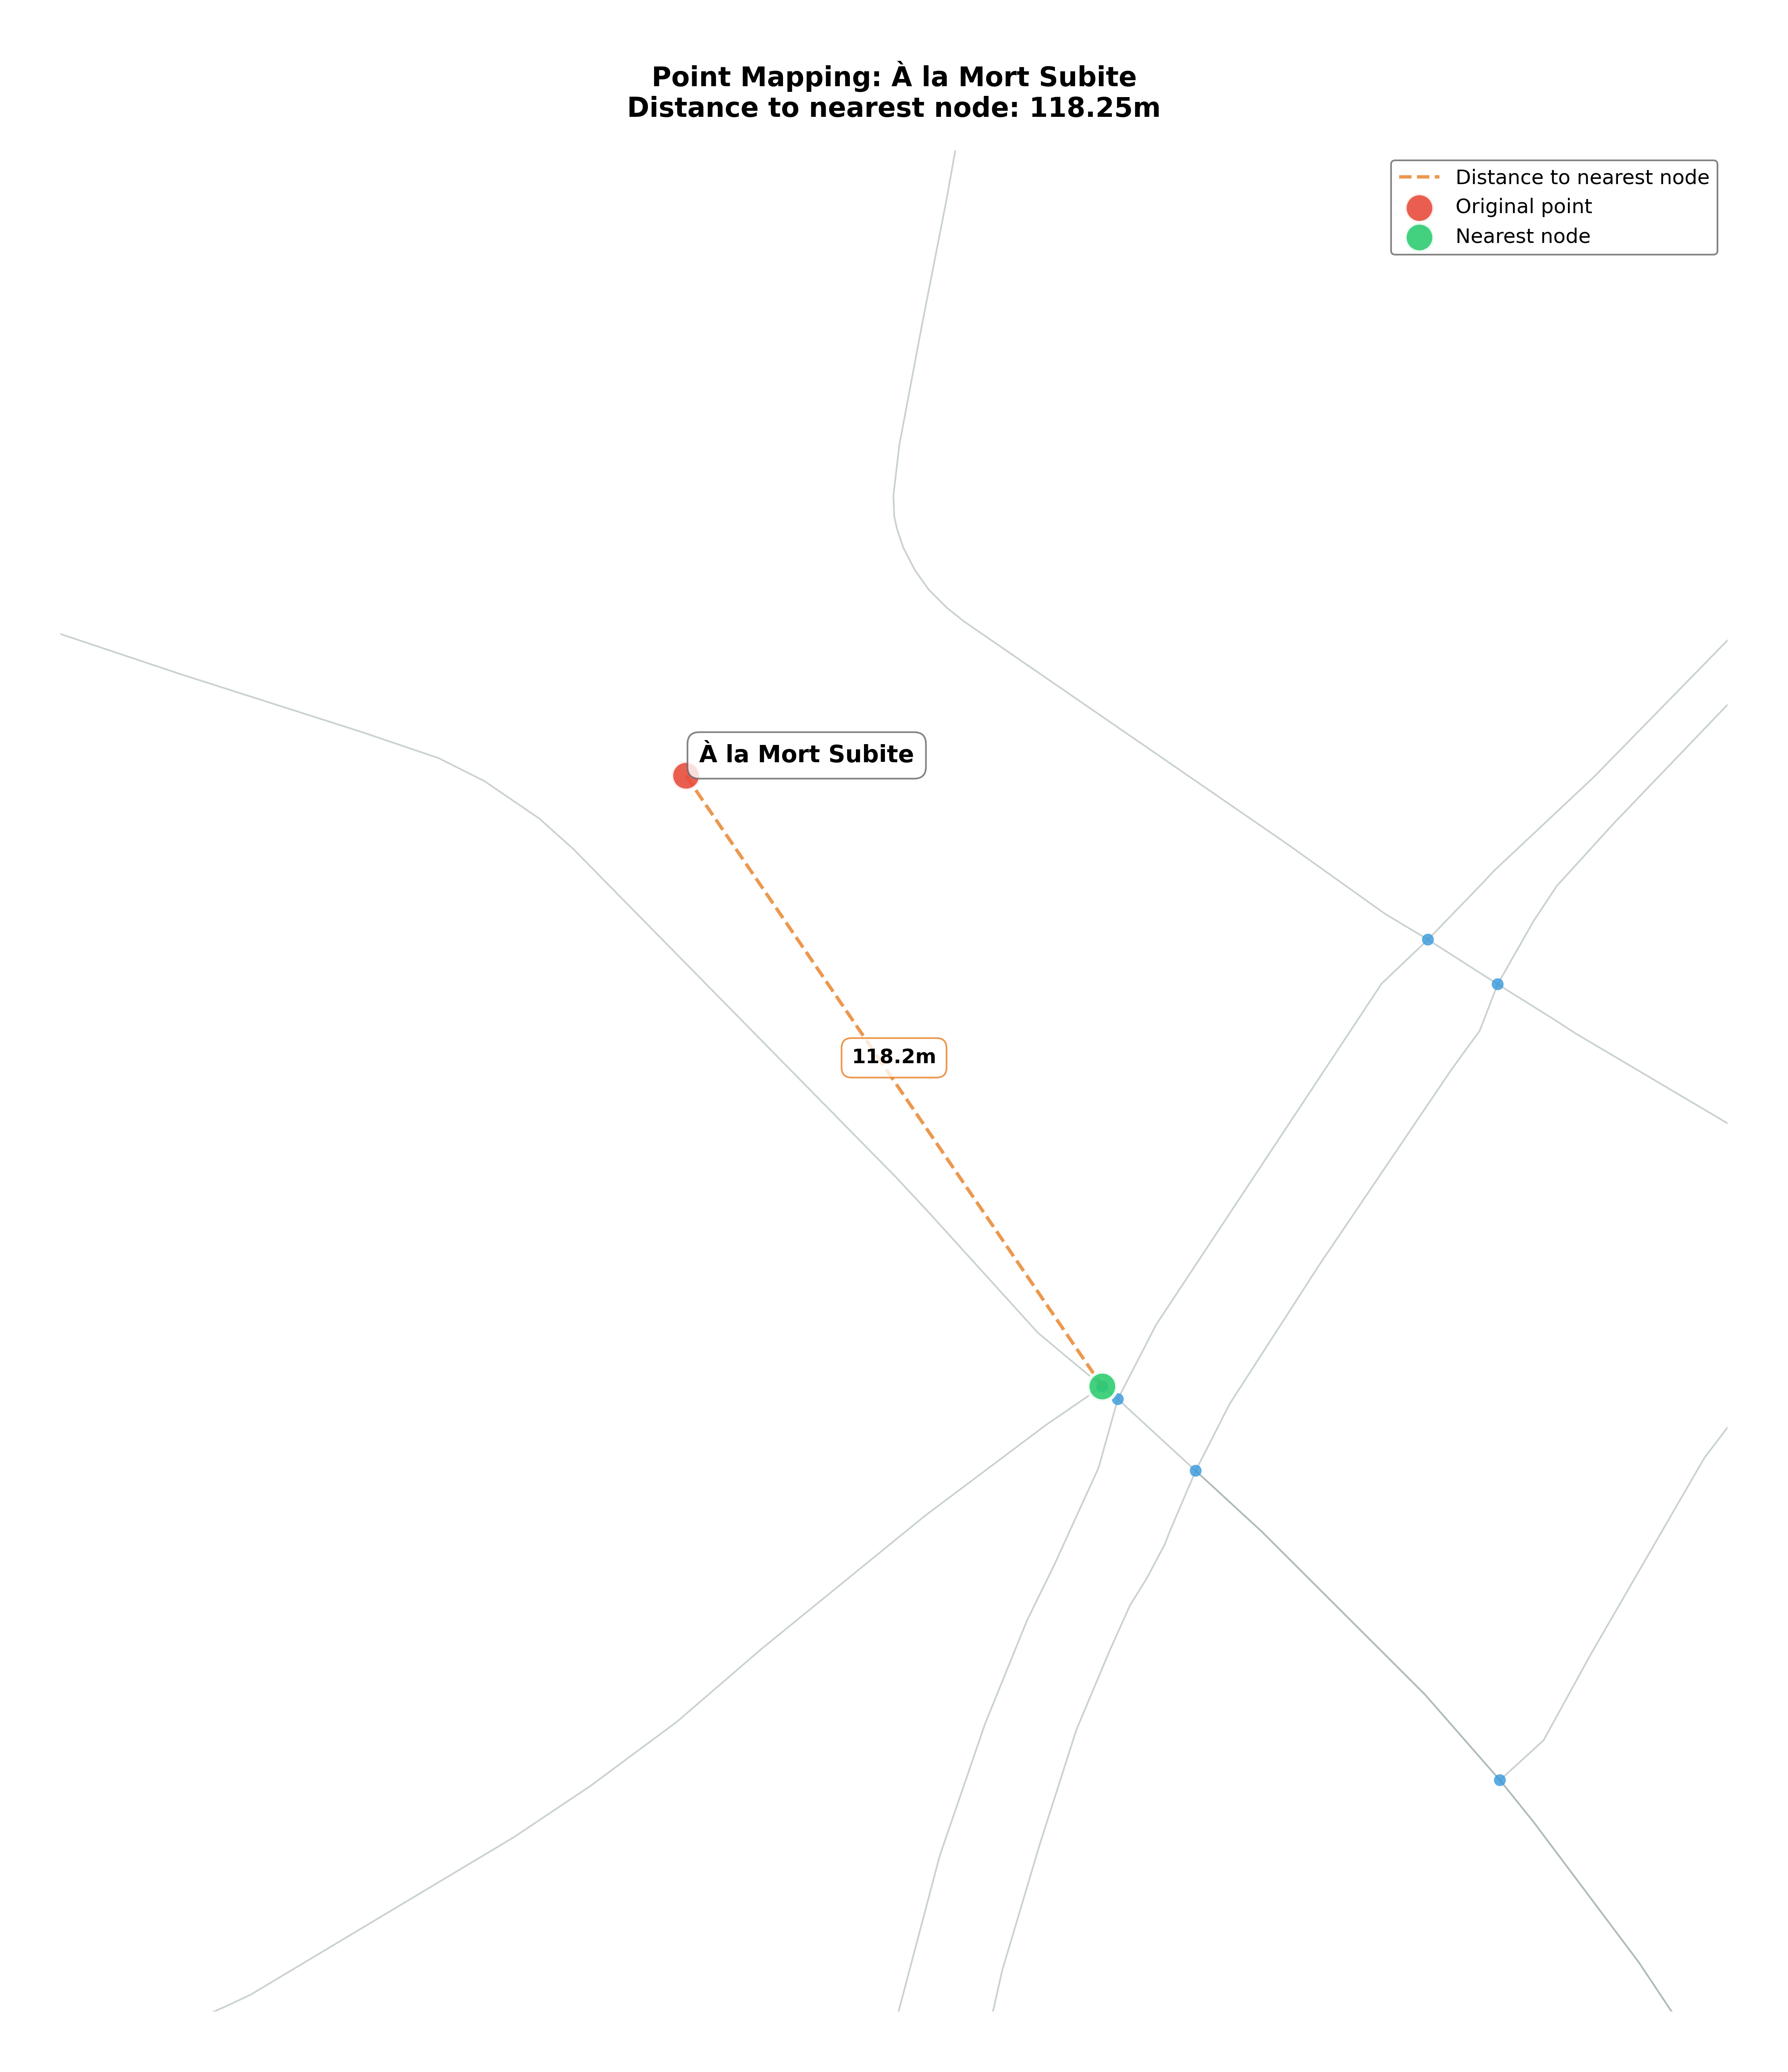 Point Mapping: À la Mort Subite
Distance to nearest node: 118.25m
Distance to nearest node
Original point
Nearest node
À la Mort Subite
118.2m